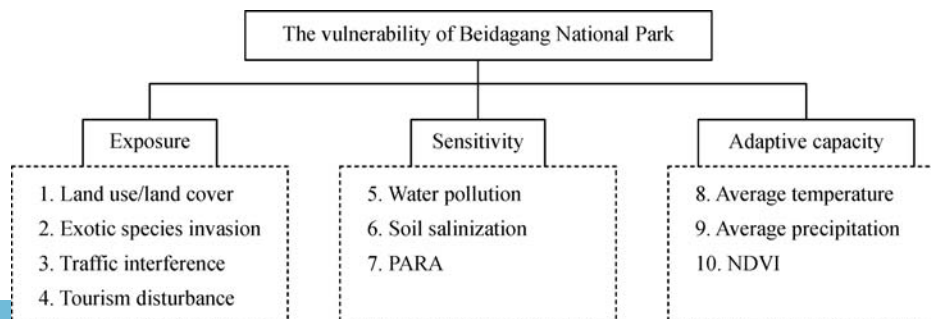 The vulnerability of Beidagang National Park
Exposure
Sensitivity
Adaptive capacity
1. Land use/land cover
2. Exotic species invasion
3. Traffic interference
4. Tourism disturbance
5. Water pollution
6. Soil salinization
7. PARA
8. Average temperature
9. Average precipitation
10. NDVI